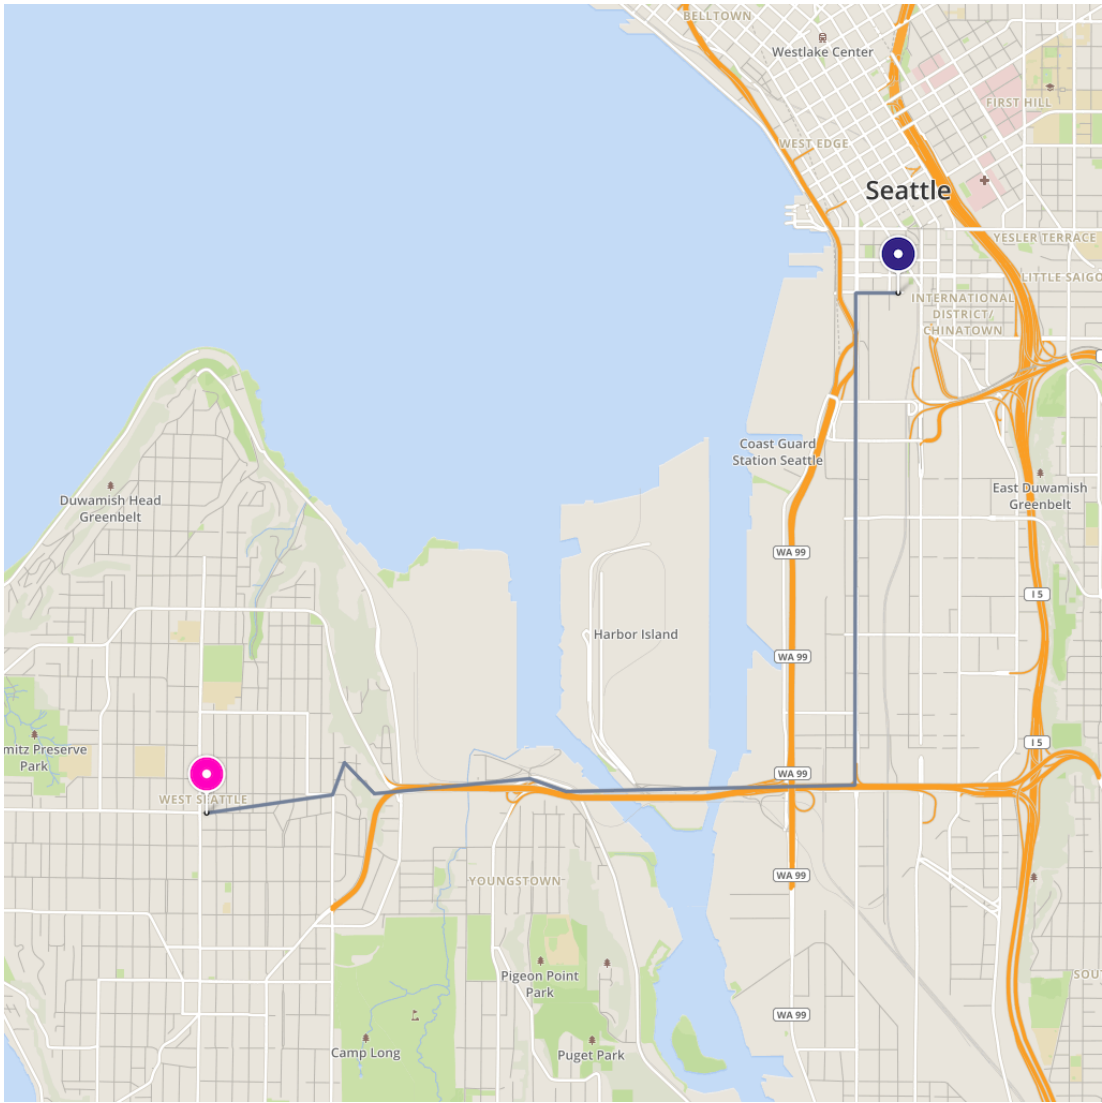 BELLTOWN
Westlake Center
FIRST HILL
WEST EDGE
Seattle
YESLER TERRACE
LITTLE SAIGO
INTERNATIONAL
DISTRICT/
CHINATOWN
Coast Guard
Station Seattle
Duwamish Head
Greenbelt
East Duwamish
Greenbelt
WA 99
I 5
Harbor Island
WA 99
mitz Preserve
Park
I 5
WA 99
WEST SEATTLE
WA 99
YOUNGSTOWN
Pigeon Point
Park
SOU
WA 99
Camp Long
Puget Park